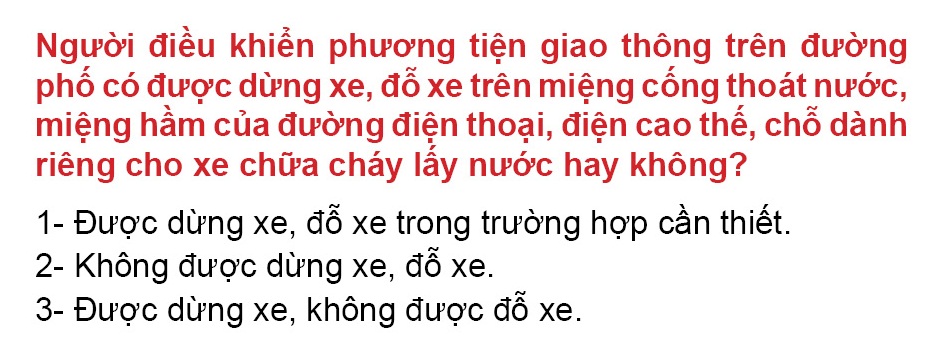 Người điều khiển phương tiện giao thông trên đường
phố có được dừng xe, đỗ xe trên miệng cống thoát nước,
miệng hầm của đường điện thoại, điện cao thế, chỗ dành
riêng cho xe chữa cháy lấy nước hay không?
1- Được dừng xe, đỗ xe trong trường hợp cần thiết.
2- Không được dừng xe, đỗ xe.
3- Được dừng xe, không được đỗ xe.